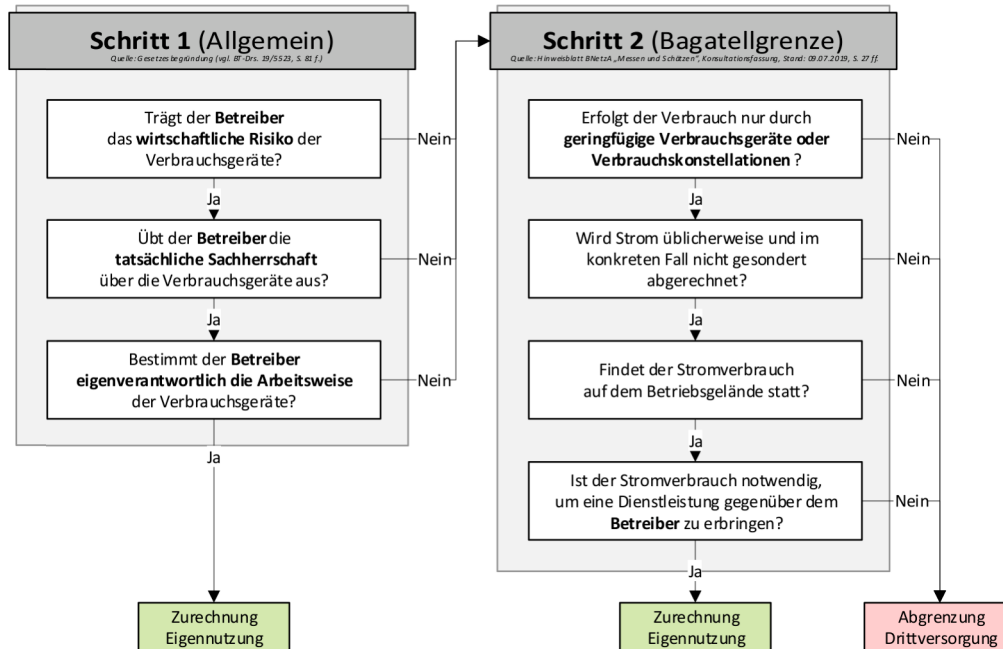 Schritt 1 (Allgemein)
Quelle: Gesetzesbegründung (vgl. BT-Drs. 19/5523, S. 81 f.)
Trägt der Betreiber
das wirtschaftliche Risiko der
Verbrauchsgeräte?
Nein
Ja
Übt der Betreiber die
tatsächliche Sachherrschaft
über die Verbrauchsgeräte aus?
Nein
Ja
Bestimmt der Betreiber
eigenverantwortlich die Arbeitsweise
der Verbrauchsgeräte?
Nein
Ja
Zurechnung
Eigennutzung
Schritt 2 (Bagatellgrenze)
Quelle: Hinweisblatt BNetzA „Messen und Schätzen", Konsultationsfassung, Stand: 09.07.2019, S. 27 ff.
Erfolgt der Verbrauch nur durch
geringfügige Verbrauchsgeräte oder
Verbrauchskonstellationen ?
Nein
Ja
Wird Strom üblicherweise und im
konkreten Fall nicht gesondert
abgerechnet?
Nein
Ja
Findet der Stromverbrauch
auf dem Betriebsgelände statt?
Nein
Ja
Ist der Stromverbrauch notwendig,
um eine Dienstleistung gegenüber dem
Betreiber zu erbringen?
Nein
Ja
Zurechnung
Eigennutzung
Abgrenzung
Drittversorgung